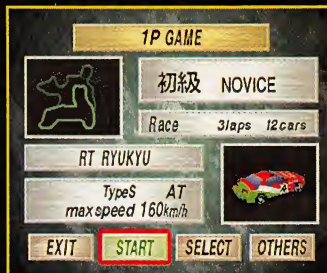 1P GAME
初級 NOVICE
Race 3laps 12cars
RT RYUKYU
TypeS AT
maxspeed 160km/h
EXIT START SELECT OTHERS